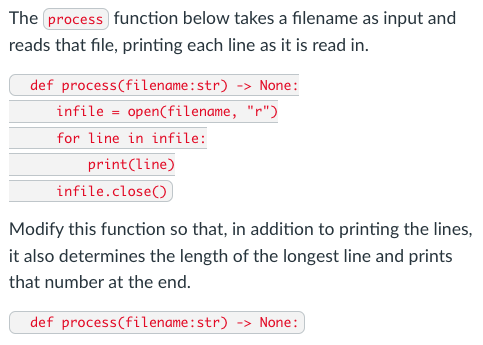 The process function below takes a filename as input and
reads that file, printing each line as it is read in.
def process(filename:str) -> None:
    infile = open(filename, "r")
    for line in infile:
        print(line)
    infile.close()
Modify this function so that, in addition to printing the lines,
it also determines the length of the longest line and prints
that number at the end.
def process(filename:str) -> None: